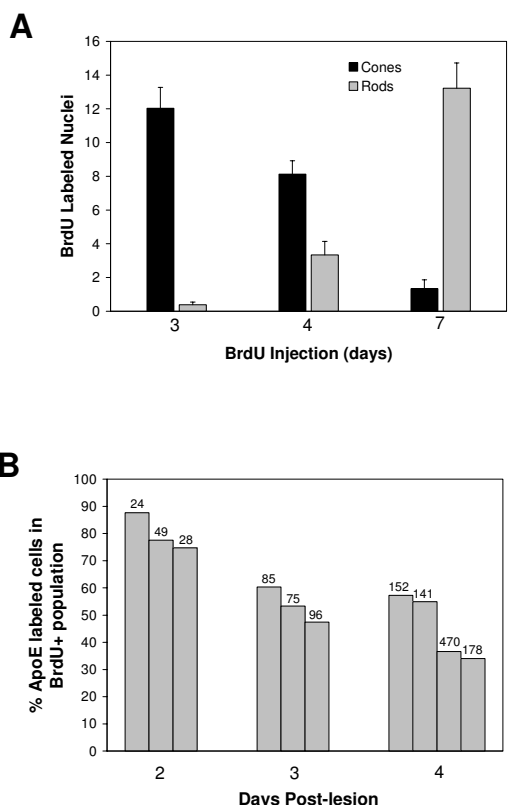 A
16
14
12
10
8
6
4
2
0
BrdU Labeled Nuclei
Cones
Rods
3 4 7
BrdU Injection (days)
B
100
90
80
70
60
50
40
30
20
10
0
% ApoE labeled cells in
BrdU+ population
24 49 28
85 75 96
152 141 470 178
2 3 4
Days Post-lesion